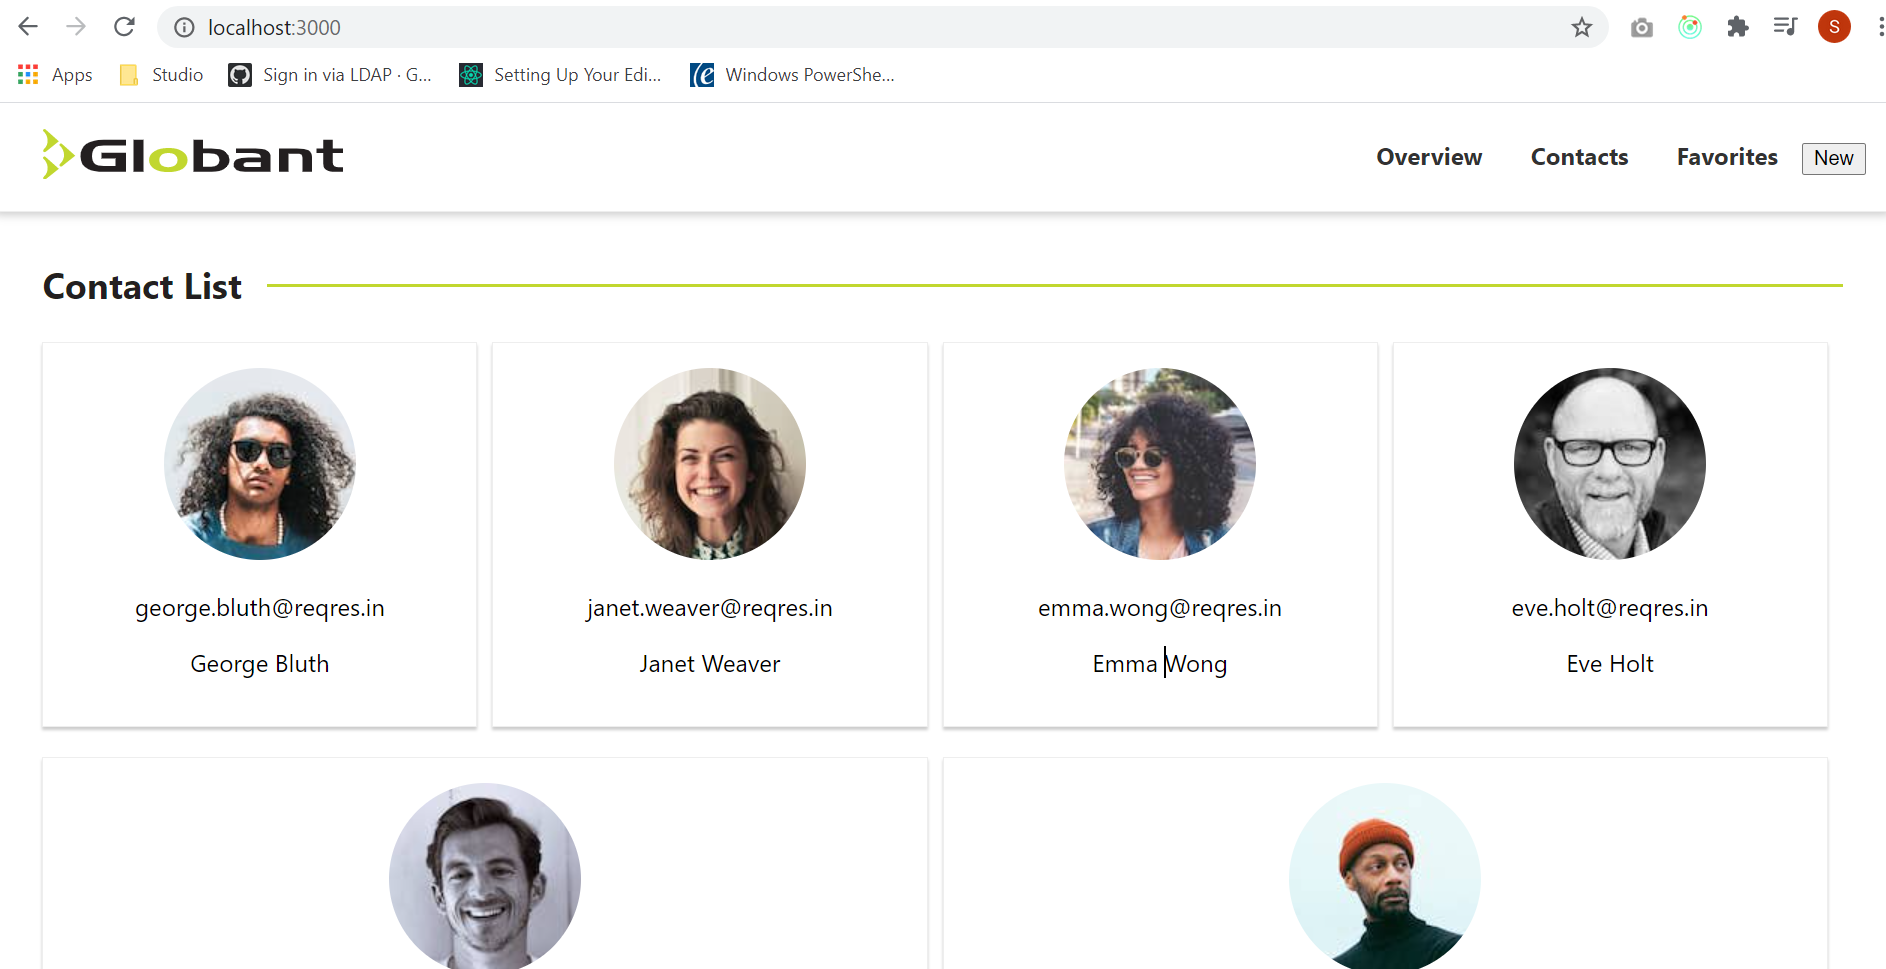 localhost:3000
S
Apps Studio Sign in via LDAP · G... Setting Up Your Edi... Windows PowerShe...
Globant
Overview Contacts Favorites New
Contact List
george.bluth@reqres.in
George Bluth
janet.weaver@reqres.in
Janet Weaver
emma.wong@reqres.in
Emma Wong
eve.holt@reqres.in
Eve Holt